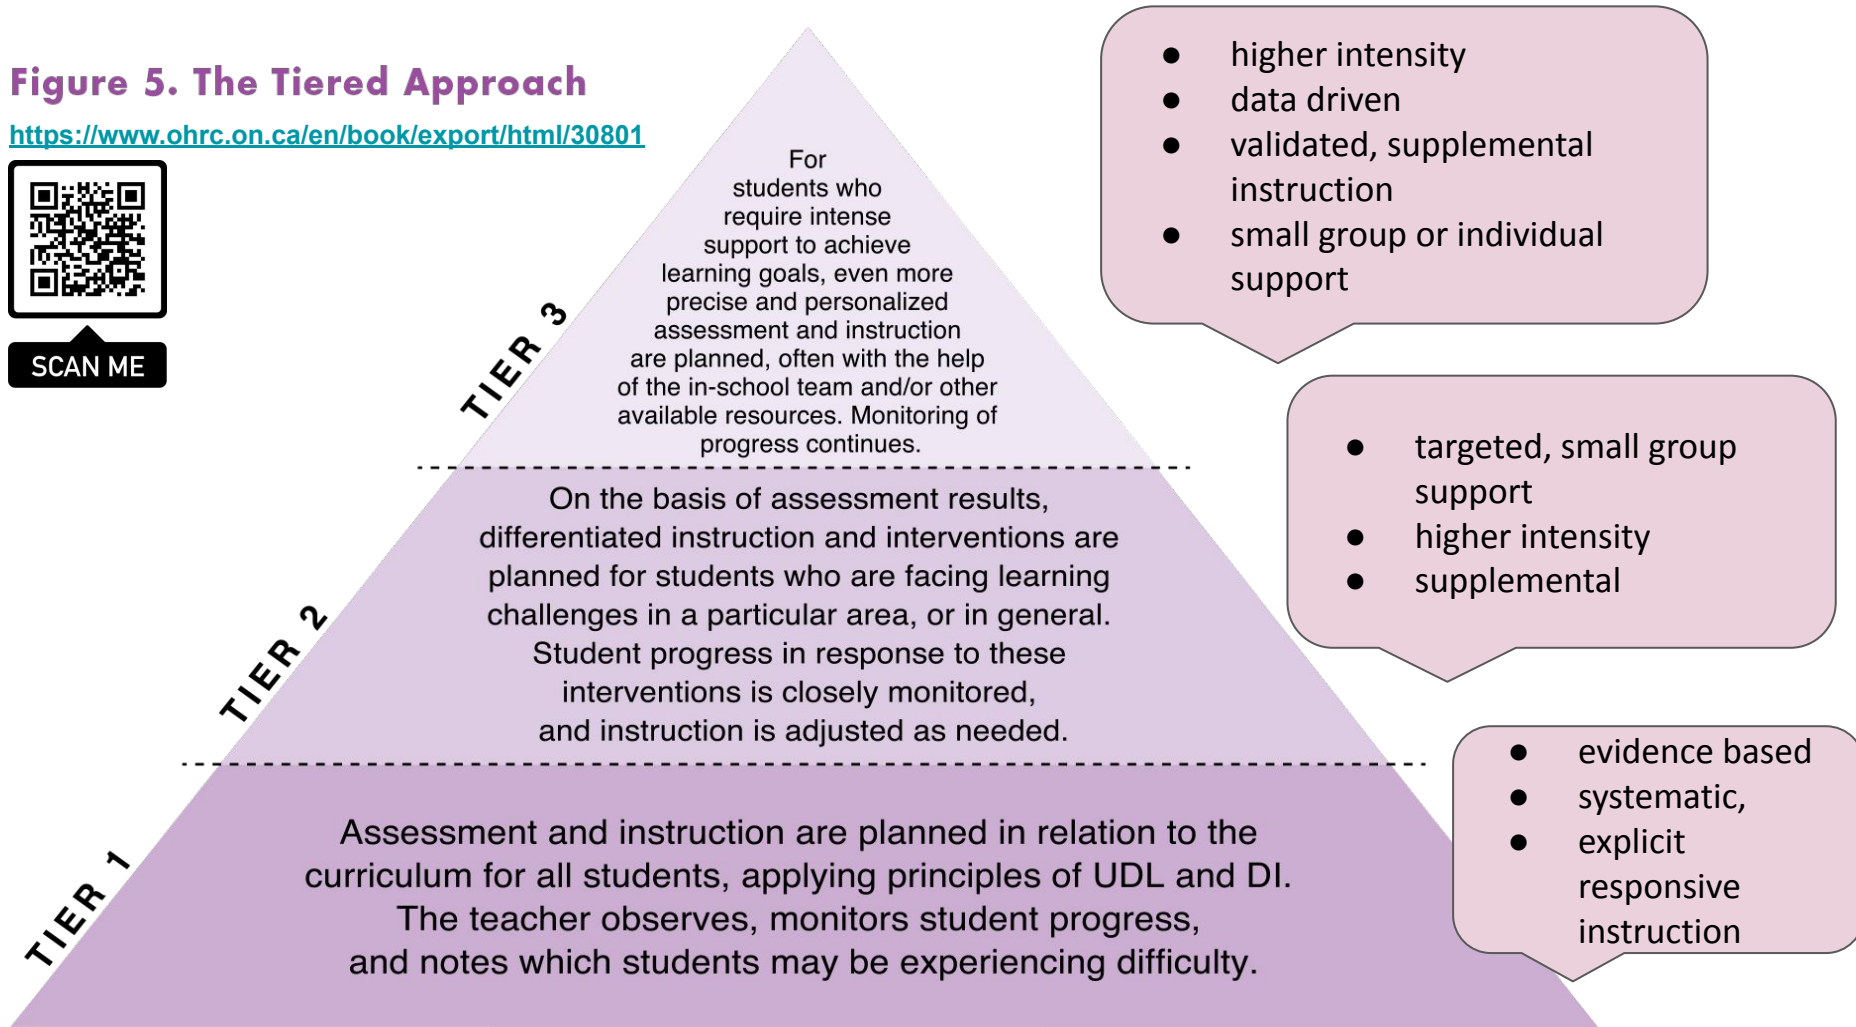 Figure 5. The Tiered Approach
https://www.ohrc.on.ca/en/book/export/html/30801
SCAN ME
TIER 3
For
students who
require intense
support to achieve
learning goals, even more
precise and personalized
assessment and instruction
are planned, often with the help
of the in-school team and/or other
available resources. Monitoring of
progress continues.
● higher intensity
● data driven
● validated, supplemental
instruction
● small group or individual
support
TIER 2
On the basis of assessment results,
differentiated instruction and interventions are
planned for students who are facing learning
challenges in a particular area, or in general.
Student progress in response to these
interventions is closely monitored,
and instruction is adjusted as needed.
● targeted, small group
support
● higher intensity
● supplemental
TIER 1
Assessment and instruction are planned in relation to the
curriculum for all students, applying principles of UDL and DI.
The teacher observes, monitors student progress,
and notes which students may be experiencing difficulty.
● evidence based
● systematic,
● explicit
responsive
instruction